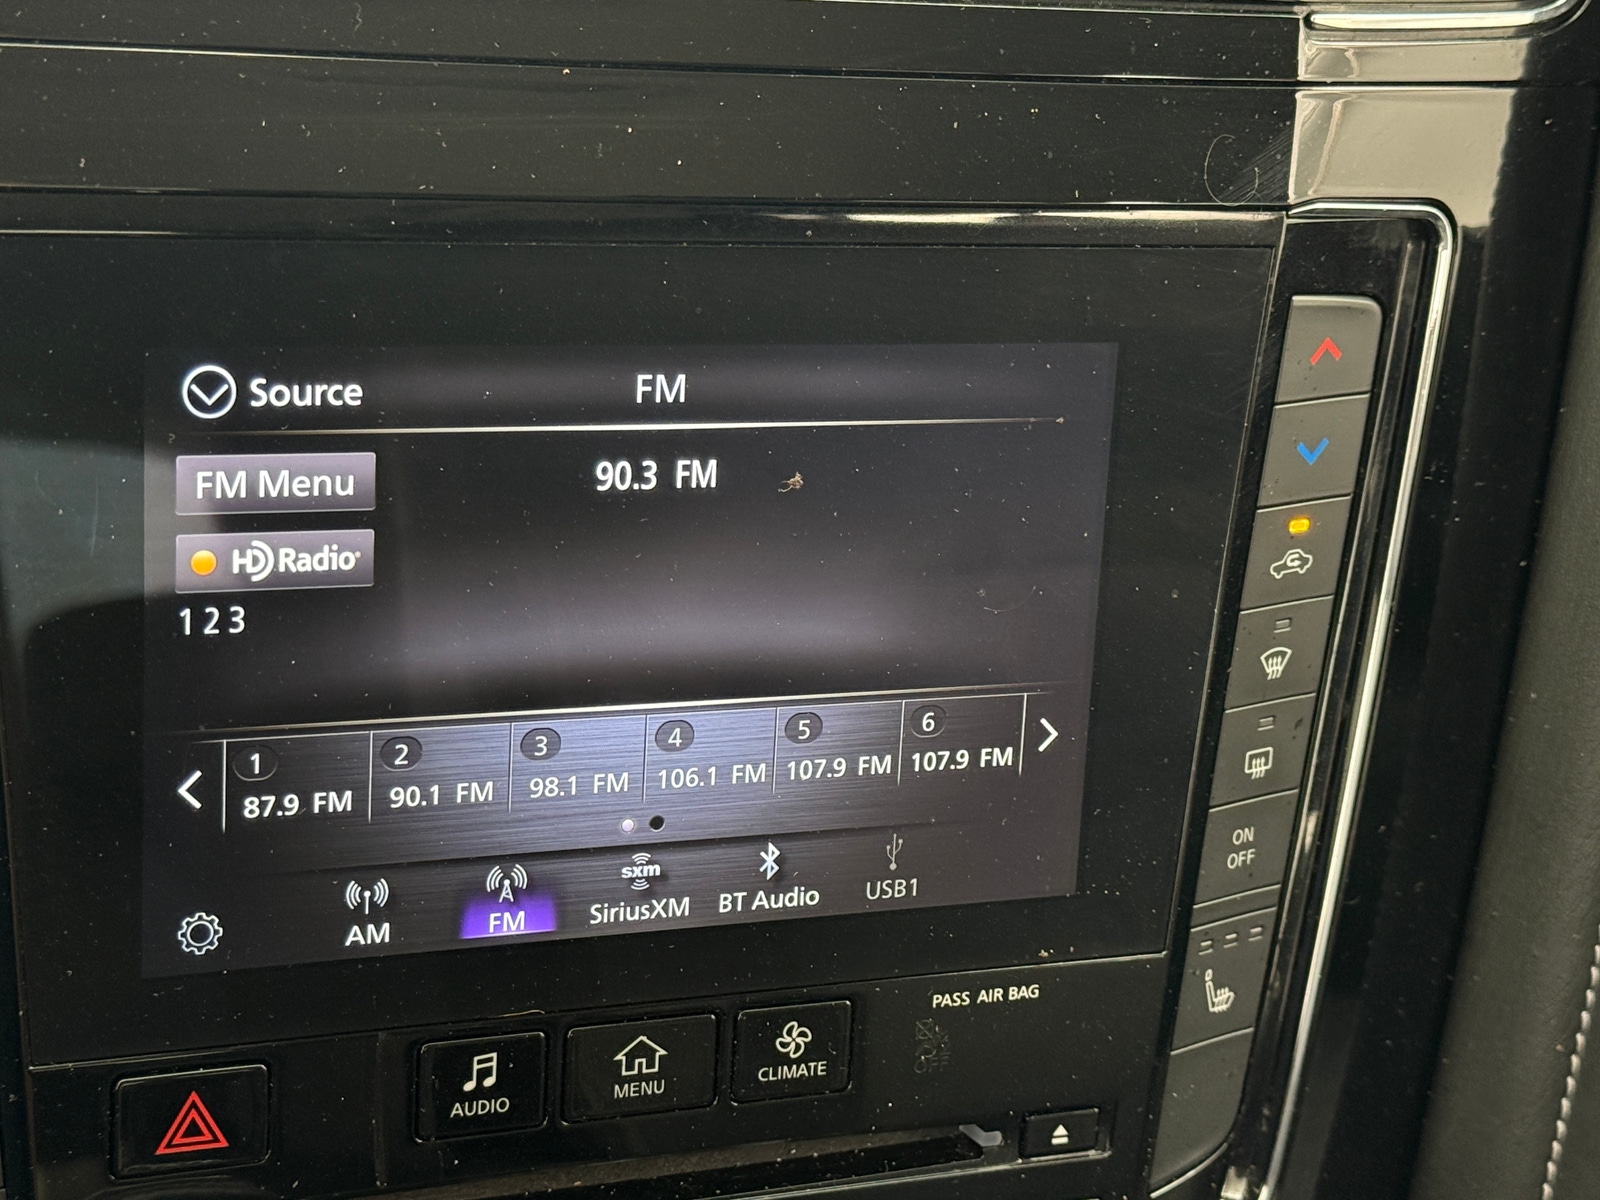 Source
FM
FM Menu
90.3 FM
HD Radio
1 2 3
1
2
3
4
5
6
87.9 FM
90.1 FM
98.1 FM
106.1 FM
107.9 FM
107.9 FM
AM
FM
sxm
SiriusXM
BT Audio
USB1
ON
OFF
PASS AIR BAG
OFF
AUDIO
MENU
CLIMATE